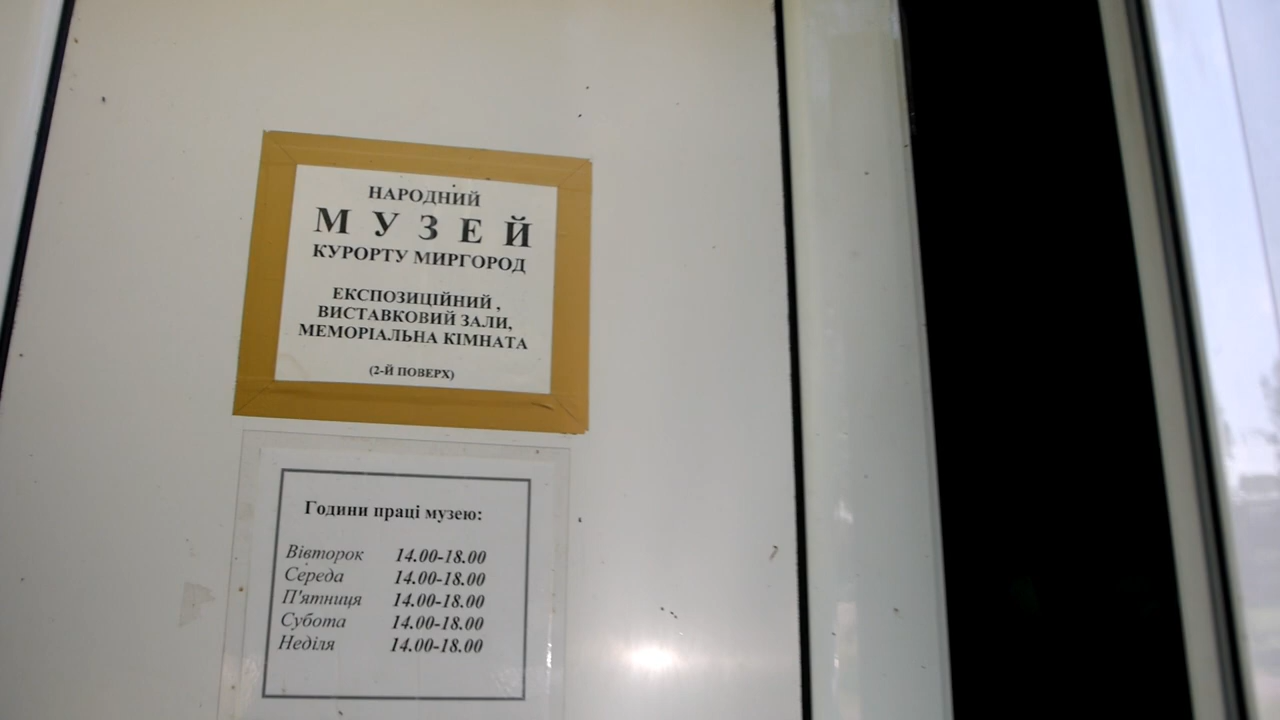 НАРОДНИЙ
МУЗЕЙ
КУРОРТУ МИРГОРОД
ЕКСПОЗИЦІЙНИЙ ,
ВИСТАВКОВИЙ ЗАЛИ,
МЕМОРІАЛЬНА КІМНАТА
(2-Й ПОВЕРХ)
Години праці музею:
Вівторок 14.00-18.00
Середа 14.00-18.00
П'ятниця 14.00-18.00
Субота 14.00-18.00
Неділя 14.00-18.00